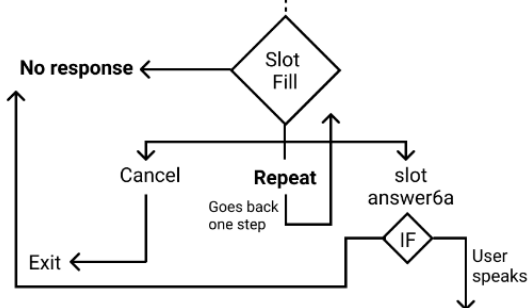 Slot
Fill
No response
Cancel
Repeat
slot
answer6a
Goes back
one step
IF
User
speaks
Exit